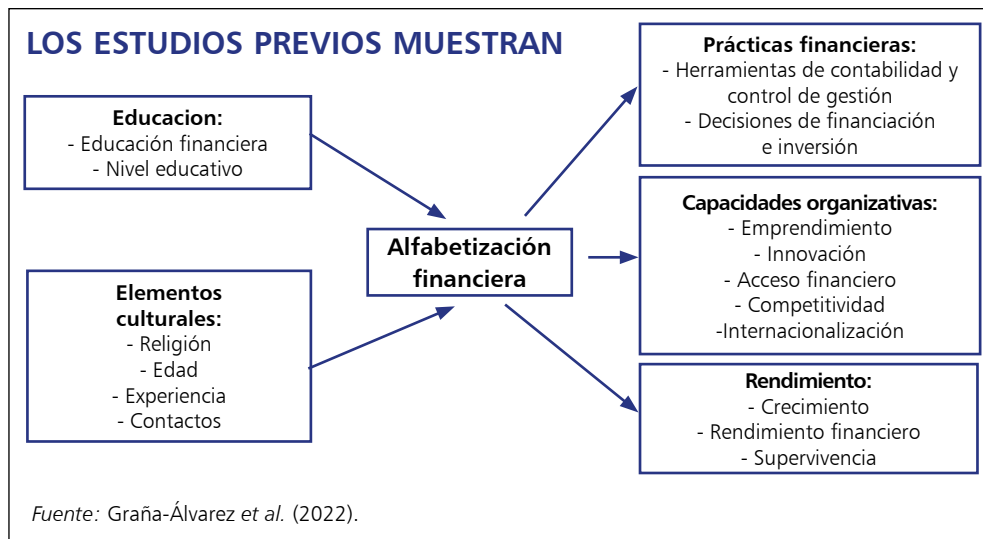 LOS ESTUDIOS PREVIOS MUESTRAN
Educacion:
- Educación financiera
- Nivel educativo
Elementos
culturales:
- Religión
- Edad
- Experiencia
- Contactos
Alfabetización
financiera
Prácticas financieras:
- Herramientas de contabilidad y
control de gestión
- Decisiones de financiación
e inversión
Capacidades organizativas:
- Emprendimiento
- Innovación
- Acceso financiero
- Competitividad
-Internacionalización
Rendimiento:
- Crecimiento
- Rendimiento financiero
- Supervivencia
Fuente: Graña-Álvarez et al. (2022).